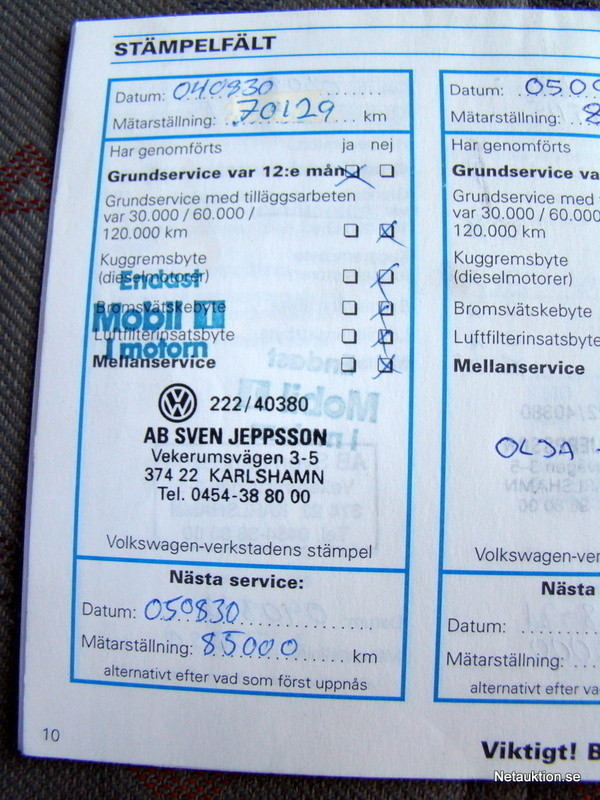 STÄMPELFÄLT
Datum: 040830
Mätarställning: 70129 km
Har genomförts ja nej
Grundservice var 12:e mån
Grundservice med tilläggsarbeten
var 30.000 / 60.000 /
120.000 km
Kuggremsbyte
(dieselmotorer)
Endast
Bromsvätskebyte
Mobil 1
Luftfilterinsatsbyte
I motorn
Mellanservice
222/40380
AB SVEN JEPPSSON
Vekerumsvägen 3-5
374 22 KARLSHAMN
Tel. 0454-38 80 00
Volkswagen-verkstadens stämpel
Nästa service:
Datum: 050830
Mätarställning: 85000 km
alternativt efter vad som först uppnås
10
Datum: 050
Mätarställning: 8
Har genomförts
Grundservice va
Grundservice med
var 30.000 / 60.000
120.000 km
Kuggremsbyte
(dieselmotorer)
Bromsvätskebyte
Luftfilterinsatsby
Mellanservice
OLJA
Volkswagen-ver
Nästa
Datum:
Mätarställning:
alternativt efter va
Viktigt! B
Netauktion.se